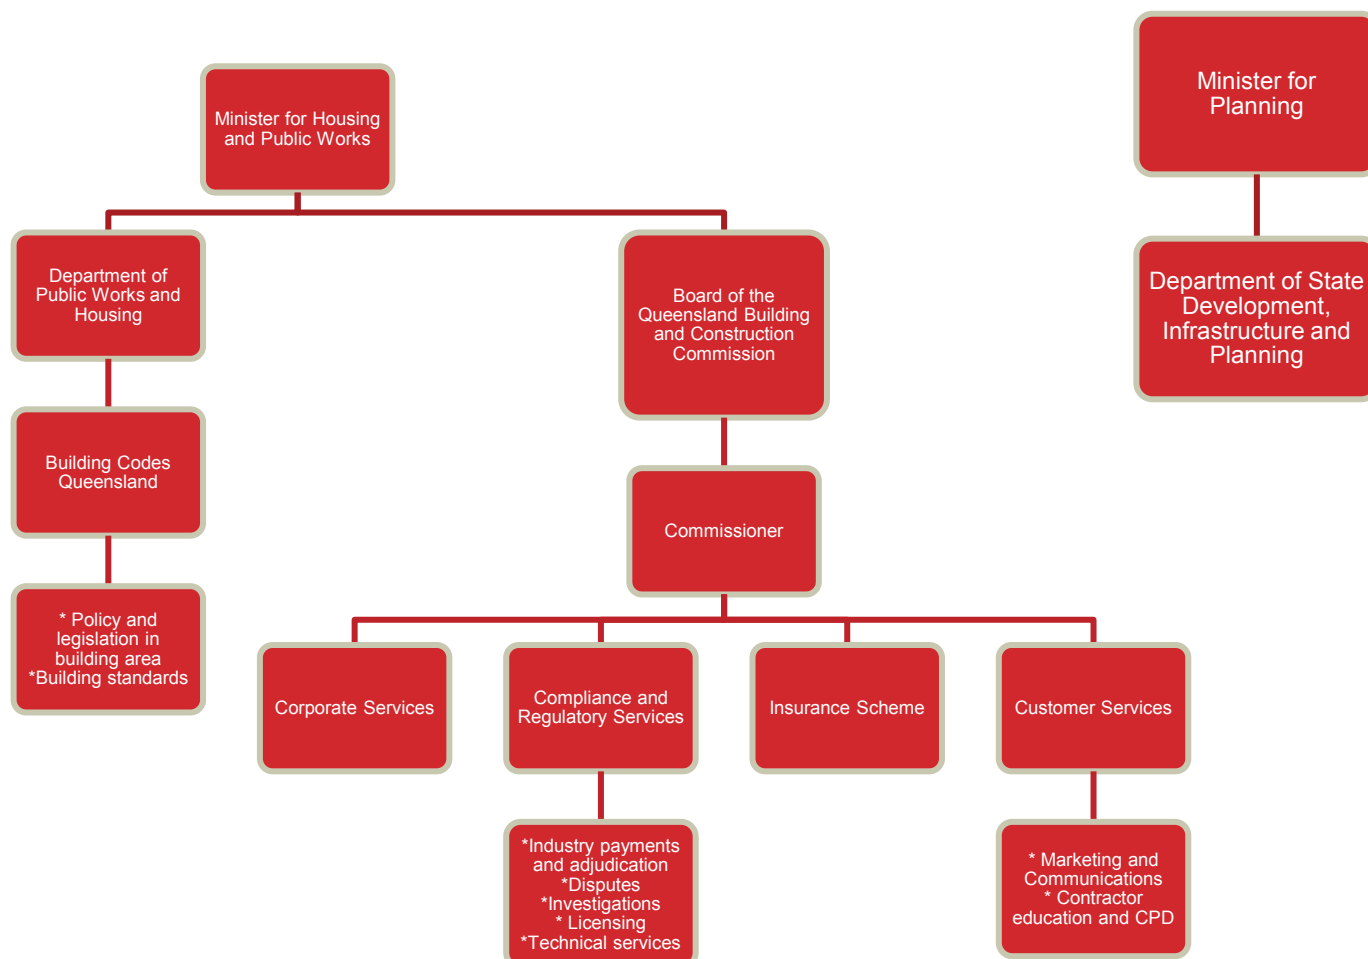 Minister for Housing
and Public Works
Minister for
Planning
Department of
Public Works and
Housing
Board of the
Queensland Building
and Construction
Commission
Department of State
Development,
Infrastructure and
Planning
Building Codes
Queensland
Commissioner
* Policy and
legislation in
building area
*Building standards
Corporate Services
Compliance and
Regulatory Services
Insurance Scheme
Customer Services
*Industry payments
and adjudication
*Disputes
*Investigations
* Licensing
*Technical services
* Marketing and
Communications
* Contractor
education and CPD